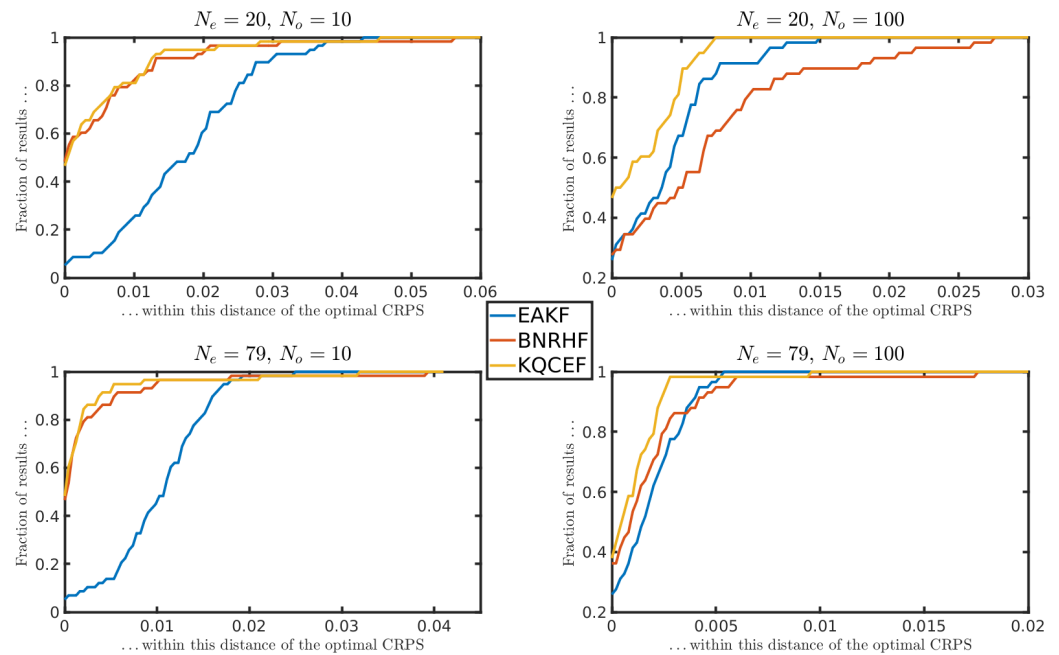 N_e = 20, N_o = 10
Fraction of results …
1
0.8
0.6
0.4
0.2
0
0 0.01 0.02 0.03 0.04 0.05 0.06
…within this distance of the optimal CRPS
N_e = 20, N_o = 100
Fraction of results …
1
0.8
0.6
0.4
0.2
0 0.005 0.01 0.015 0.02 0.025 0.03
…within this distance of the optimal CRPS
EAKF
BNRHF
KQCEF
N_e = 79, N_o = 10
Fraction of results …
1
0.8
0.6
0.4
0.2
0
0 0.01 0.02 0.03 0.04
…within this distance of the optimal CRPS
N_e = 79, N_o = 100
Fraction of results …
1
0.8
0.6
0.4
0.2
0 0.005 0.01 0.015 0.02
…within this distance of the optimal CRPS